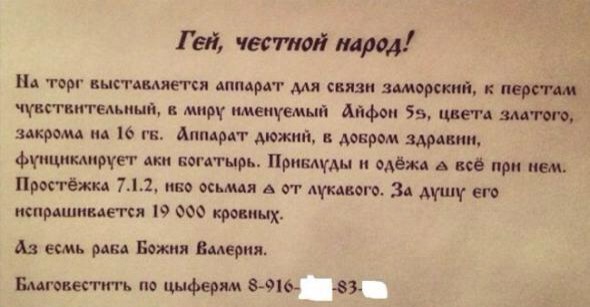 Гей, честной народ!
На торг выставляется аппарат для связи заморский, к перстам
чувствительный, в миру именуемый Айфон 5s, цвета златого,
закрома на 16 гб. Аппарат дюжий, в добром здравии,
фунциклирует аки богатырь. Приблуды и одёжа ѧ всё при нем.
Простёжка 7.1.2, ибо осьмая ѧ от лукавого. За душу его
испрашивается 19 000 кровных.
Аз есмь раба Божия Валерия.
Благовестить по цыферям 8-916- -83-